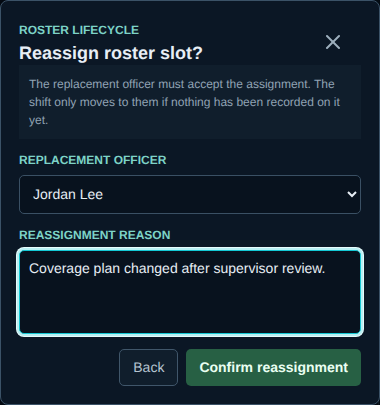 ROSTER LIFECYCLE
Reassign roster slot?
The replacement officer must accept the assignment. The
shift only moves to them if nothing has been recorded on it
yet.
REPLACEMENT OFFICER
Jordan Lee
REASSIGNMENT REASON
Coverage plan changed after supervisor review.
Back Confirm reassignment